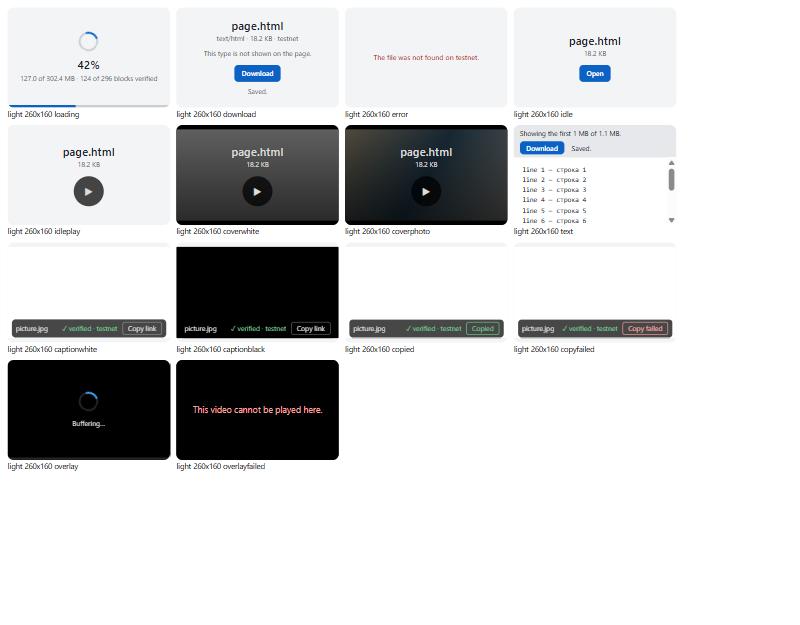 42%
127.0 of 302.4 MB · 124 of 296 blocks verified
light 260x160 loading
page.html
text/html · 18.2 KB · testnet
This type is not shown on the page.
Download
Saved.
light 260x160 download
The file was not found on testnet.
light 260x160 error
page.html
Open
light 260x160 idle
page.html
18.2 KB
light 260x160 idleplay
page.html
18.2 KB
light 260x160 coverwhite
page.html
18.2 KB
light 260x160 coverphoto
Showing the first 1 MB of 1.1 MB.
Download Saved.
line 1 — строка 1
line 2 — строка 2
line 3 — строка 3
line 4 — строка 4
line 5 — строка 5
line 6 — строка 6
light 260x160 text
picture.jpg ✓ verified · testnet Copy link
light 260x160 captionwhite
picture.jpg ✓ verified · testnet Copy link
light 260x160 captionblack
picture.jpg ✓ verified · testnet Copied
light 260x160 copied
picture.jpg ✓ verified · testnet Copy failed
light 260x160 copyfailed
Buffering...
light 260x160 overlay
This video cannot be played here.
light 260x160 overlayfailed